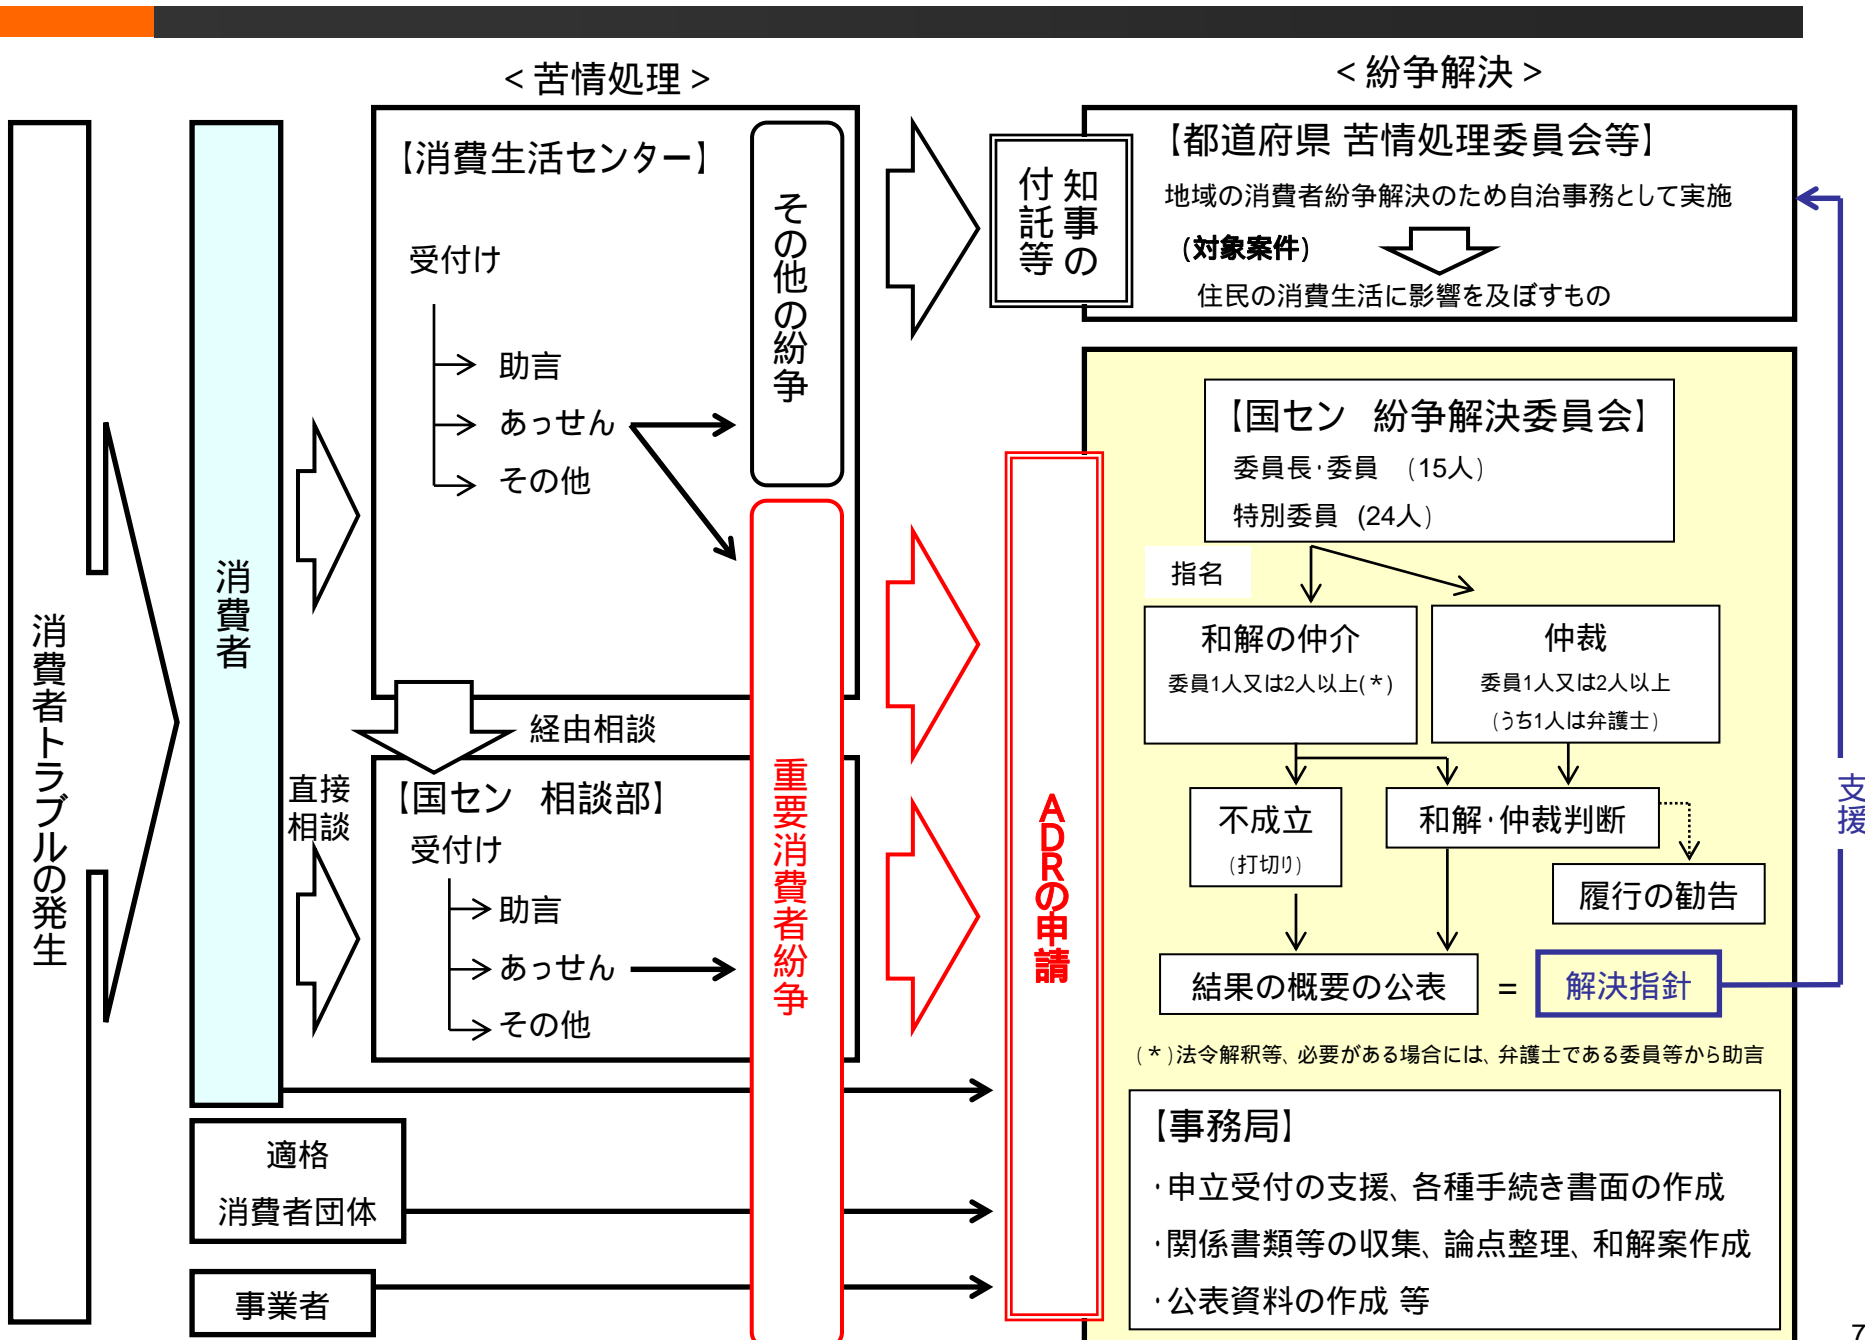 <苦情処理>
<紛争解決>
消費者トラブルの発生
消費者
【消費生活センター】
受付け
助言
あっせん
その他
その他の紛争
知事の
付託等
【都道府県 苦情処理委員会等】
地域の消費者紛争解決のため自治事務として実施
(対象案件)
住民の消費生活に影響を及ぼすもの
経由相談
直接
相談
【国セン 相談部】
受付け
助言
あっせん
その他
重要消費者紛争
ADRの申請
【国セン 紛争解決委員会】
委員長・委員 (15人)
特別委員 (24人)
指名
和解の仲介
委員1人又は2人以上(*)
仲裁
委員1人又は2人以上
(うち1人は弁護士)
不成立
(打切り)
和解・仲裁判断
履行の勧告
結果の概要の公表
=
解決指針
支援
(*)法令解釈等、必要がある場合には、弁護士である委員等から助言
【事務局】
・申立受付の支援、各種手続き書面の作成
・関係書類等の収集、論点整理、和解案作成
・公表資料の作成 等
適格
消費者団体
事業者
7